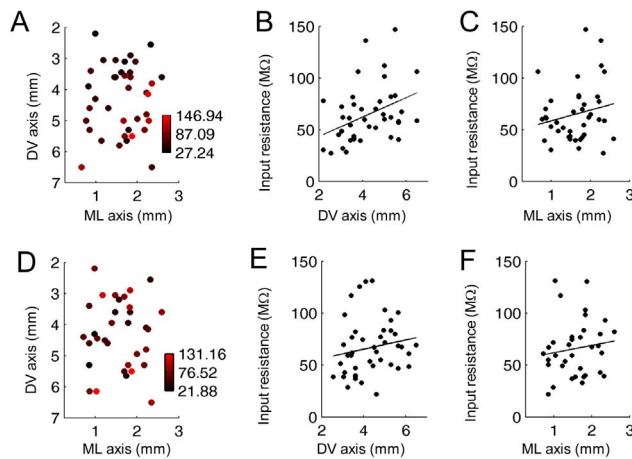 A
2
3
4
5
6
7
DV axis (mm)
1 2 3
ML axis (mm)
146.94
87.09
27.24
B
150
100
50
0
Input resistance (MΩ)
2 4 6
DV axis (mm)
C
150
100
50
0
Input resistance (MΩ)
1 2 3
ML axis (mm)
D
2
3
4
5
6
7
DV axis (mm)
1 2 3
ML axis (mm)
131.16
76.52
21.88
E
150
100
50
0
Input resistance (MΩ)
2 4 6
DV axis (mm)
F
150
100
50
0
Input resistance (MΩ)
1 2 3
ML axis (mm)